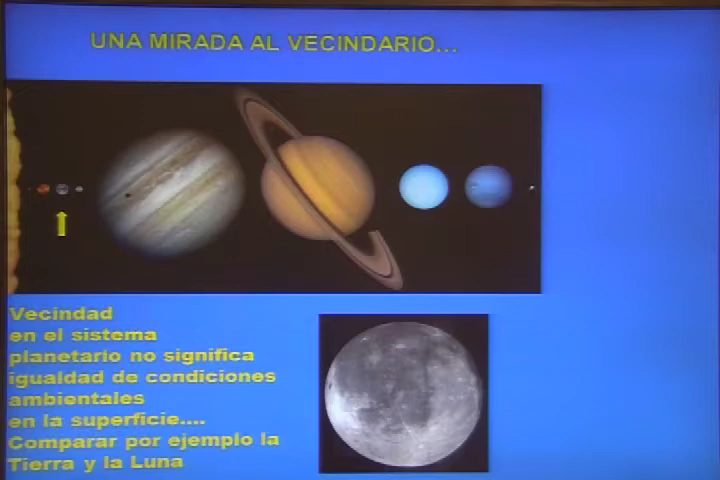 UNA MIRADA AL VECINDARIO...
Vecindad
en el sistema
planetario no significa
igualdad de condiciones
ambientales
en la superficie....
Comparar por ejemplo la
Tierra y la Luna